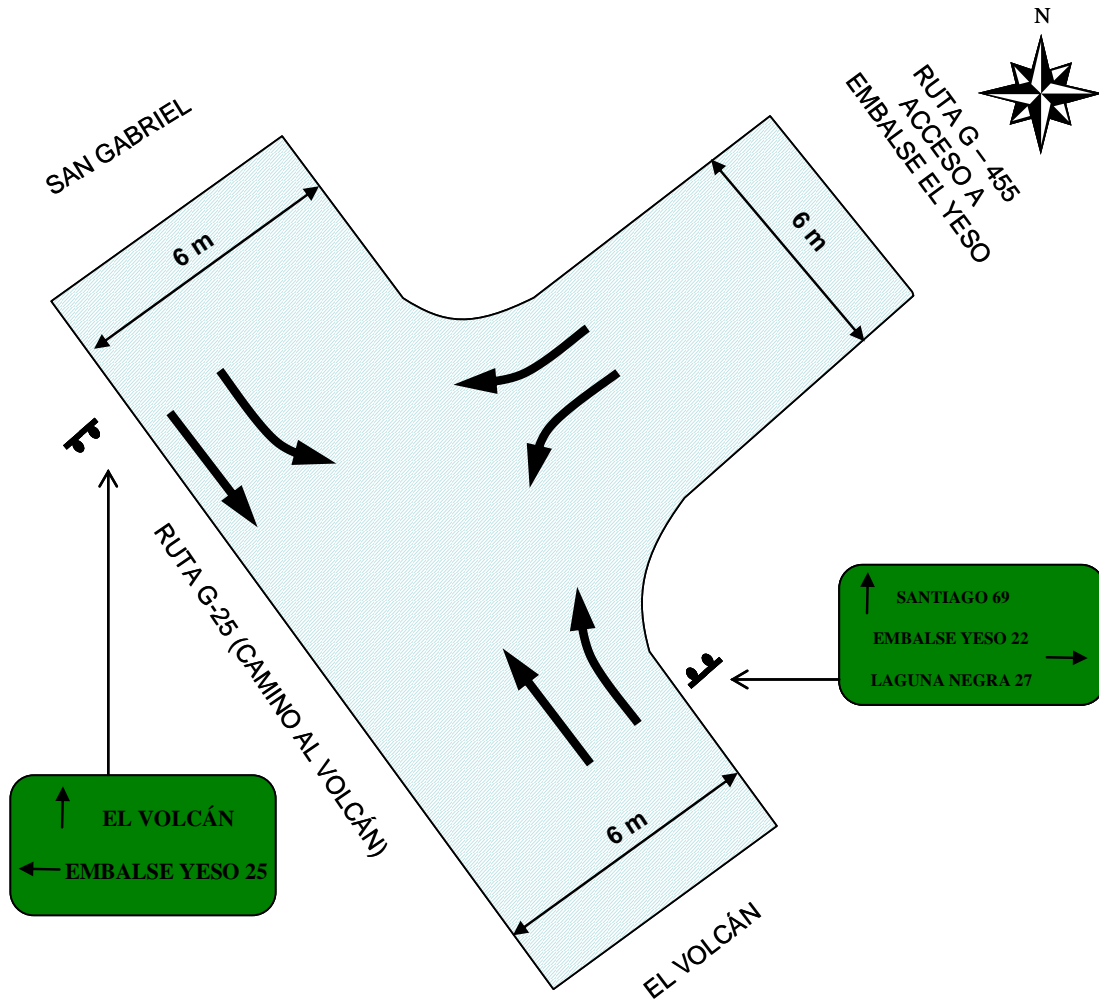 N
SAN GABRIEL
RUTA G – 455
ACCESO A
EMBALSE EL YESO
6 m
6 m
RUTA G-25 (CAMINO AL VOLCÁN)
SANTIAGO 69
EMBALSE YESO 22
LAGUNA NEGRA 27
EL VOLCÁN
EMBALSE YESO 25
6 m
EL VOLCÁN